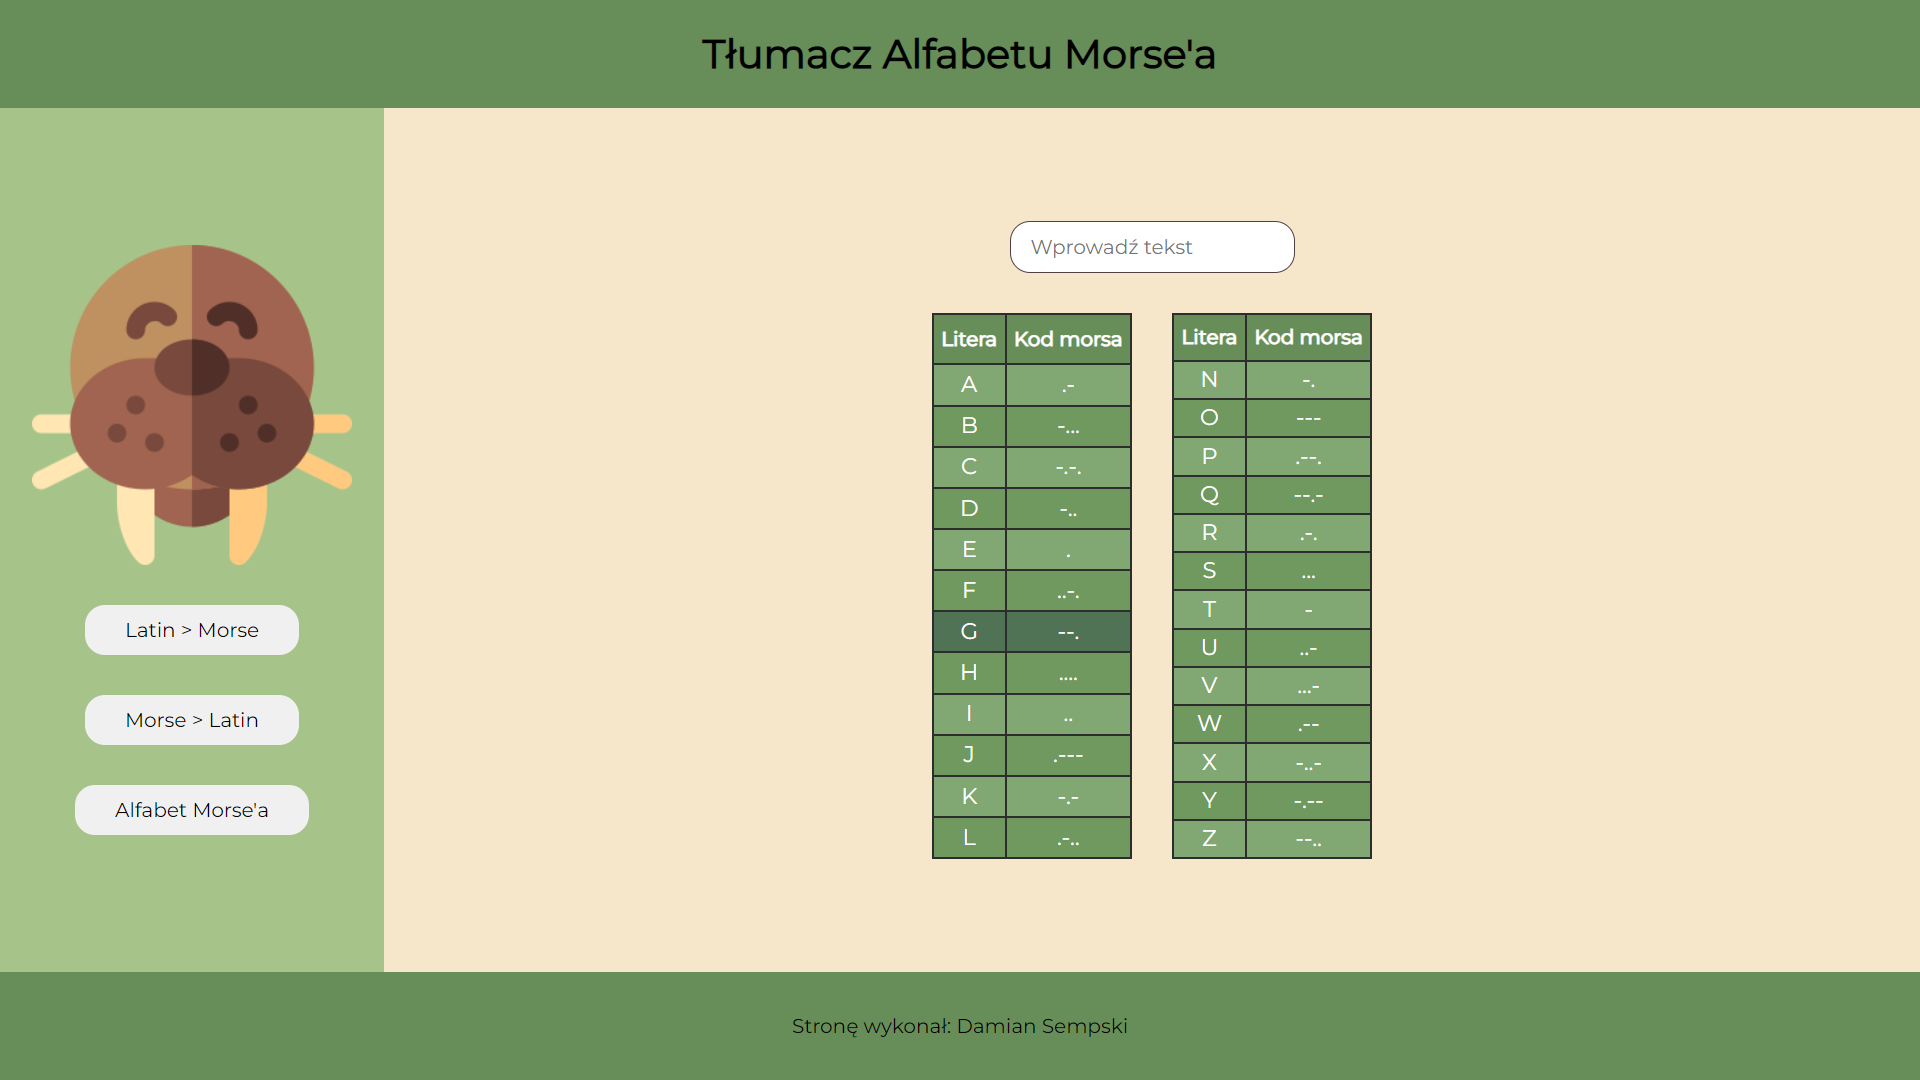 Tłumacz Alfabetu Morse'a
Latin > Morse
Morse > Latin
Alfabet Morse'a
Wprowadź tekst
Litera Kod morsa
A .-
B -...
C -.-.
D -..
E .
F ..-.
G --.
H ....
I ..
J .---
K -.-
L .-..
Litera Kod morsa
N -.
O ---
P .--.
Q --.-
R .-.
S ...
T -
U ..-
V ...-
W .--
X -..-
Y -.--
Z --..
Stronę wykonał: Damian Sempski